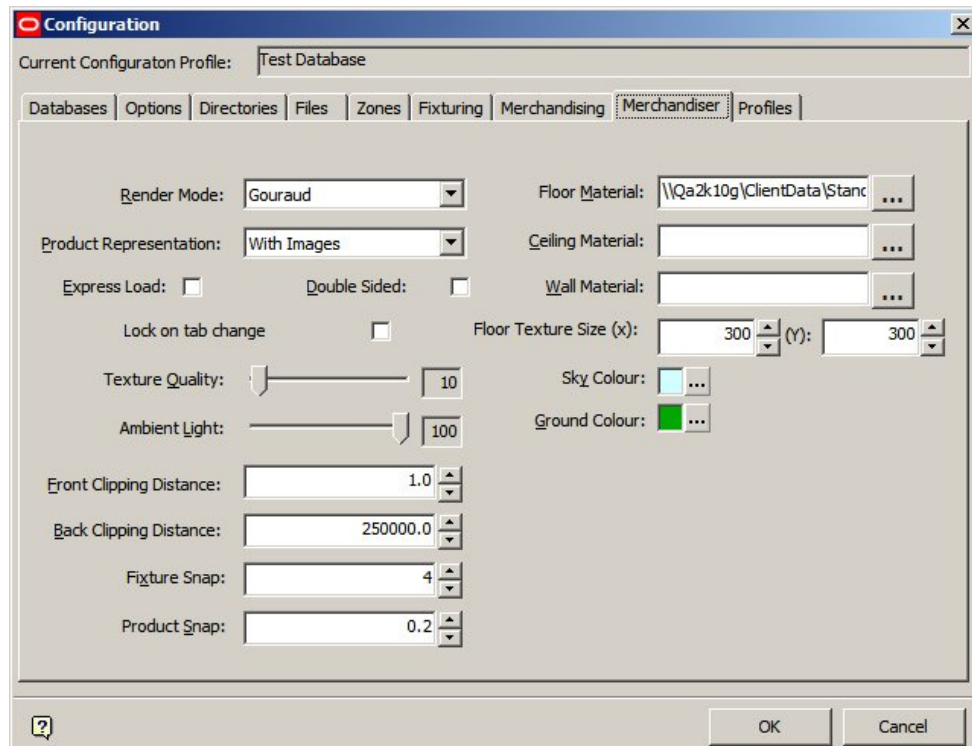 Configuration
Current Configuraton Profile: Test Database
Databases Options Directories Files Zones Fixturing Merchandising Merchandiser Profiles
Render Mode: Gouraud Floor Material: \\Qa2k10g\ClientData\Stanc ...
Product Representation: With Images Ceiling Material: ...
Express Load: Double Sided: Wall Material: ...
Lock on tab change Floor Texture Size (x): 300 (Y): 300
Texture Quality: 10 Sky Colour: ...
Ambient Light: 100 Ground Colour: ...
Front Clipping Distance: 1.0
Back Clipping Distance: 250000.0
Fixture Snap: 4
Product Snap: 0.2
? OK Cancel